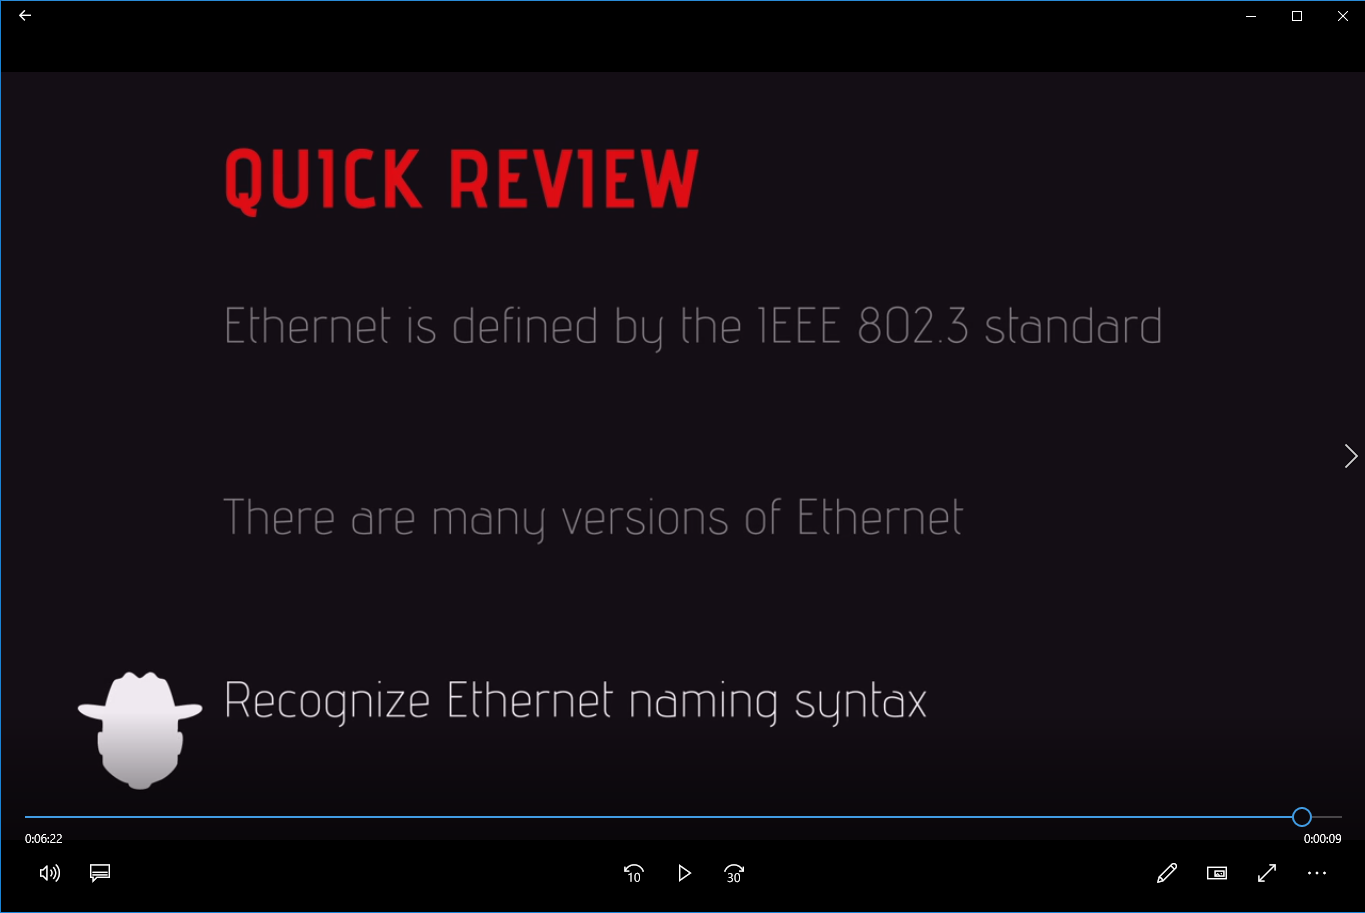 QUICK REVIEW
Ethernet is defined by the IEEE 802.3 standard
There are many versions of Ethernet
Recognize Ethernet naming syntax
0:06:22
0:00:09
10
30